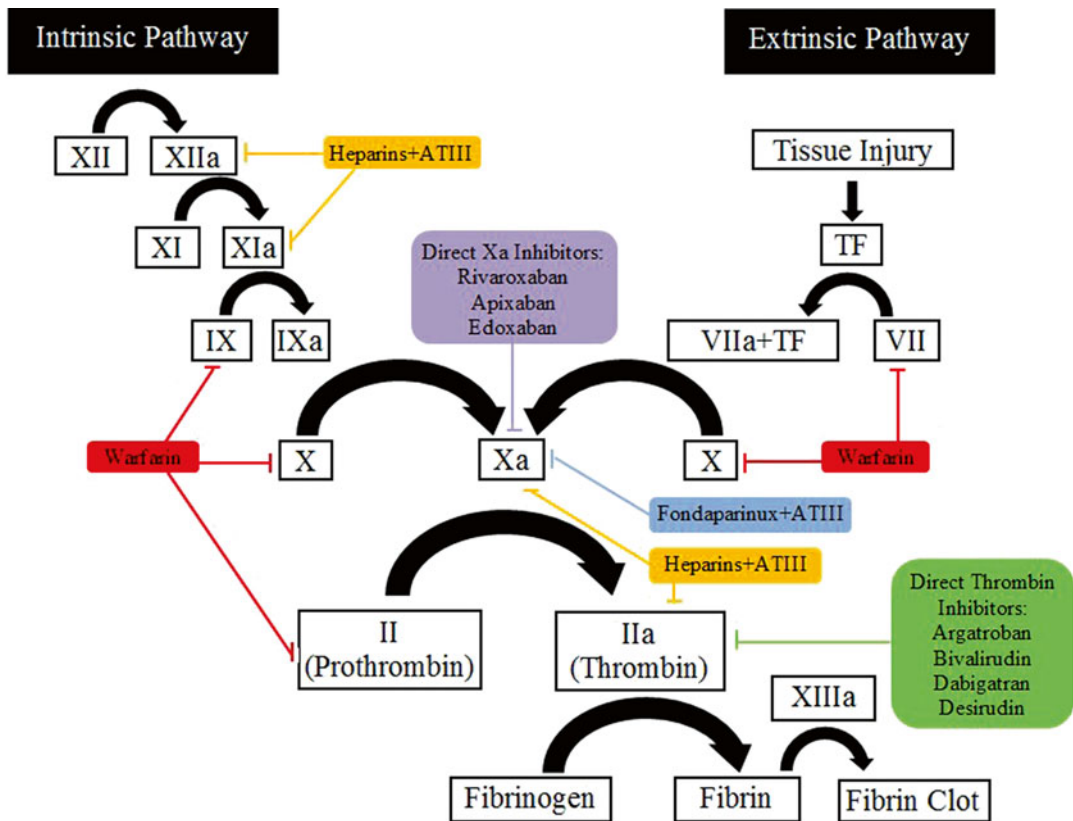 Intrinsic Pathway
Extrinsic Pathway
XII
XIIa
Heparins+ATIII
Tissue Injury
XI
XIa
TF
Direct Xa Inhibitors:
Rivaroxaban
Apixaban
Edoxaban
IX
IXa
VIIa+TF
VII
Warfarin
X
Xa
X
Warfarin
Fondaparinux+ATIII
Heparins+ATIII
II
(Prothrombin)
IIa
(Thrombin)
Direct Thrombin
Inhibitors:
Argatroban
Bivalirudin
Dabigatran
Desirudin
XIIIa
Fibrinogen
Fibrin
Fibrin Clot